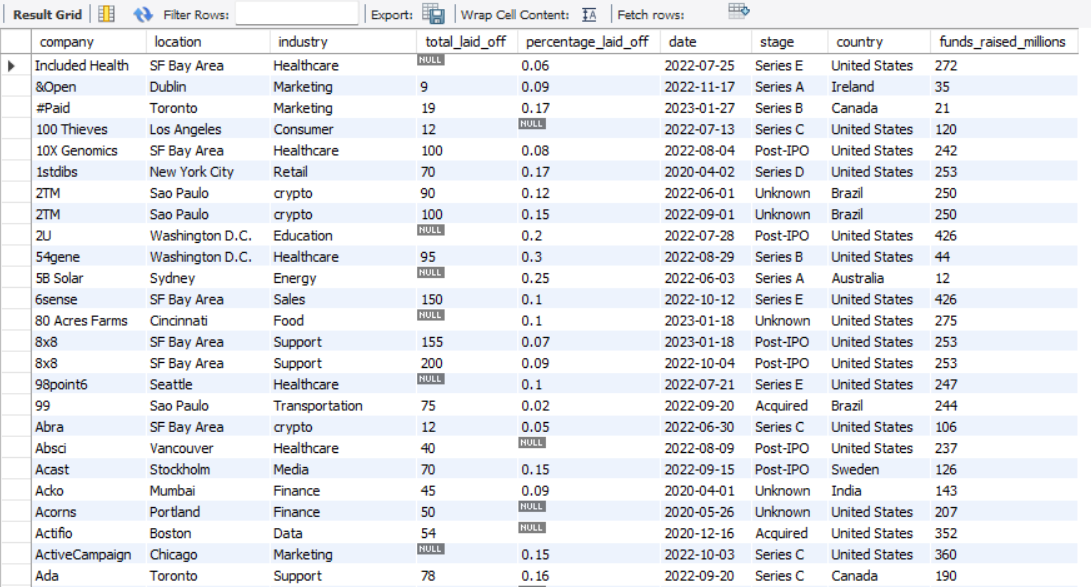 Result Grid Filter Rows: Export: Wrap Cell Content: IA Fetch rows:
company location industry total_laid_off percentage_laid_off date stage country funds_raised_millions
Included Health SF Bay Area Healthcare NULL 0.06 2022-07-25 Series E United States 272
&Open Dublin Marketing 9 0.09 2022-11-17 Series A Ireland 35
#Paid Toronto Marketing 19 0.17 2023-01-27 Series B Canada 21
100 Thieves Los Angeles Consumer 12 NULL 2022-07-13 Series C United States 120
10X Genomics SF Bay Area Healthcare 100 0.08 2022-08-04 Post-IPO United States 242
1stdibs New York City Retail 70 0.17 2020-04-02 Series D United States 253
2TM Sao Paulo crypto 90 0.12 2022-06-01 Unknown Brazil 250
2TM Sao Paulo crypto 100 0.15 2022-09-01 Unknown Brazil 250
2U Washington D.C. Education NULL 0.2 2022-07-28 Post-IPO United States 426
54gene Washington D.C. Healthcare 95 0.3 2022-08-29 Series B United States 44
5B Solar Sydney Energy NULL 0.25 2022-06-03 Series A Australia 12
6sense SF Bay Area Sales 150 0.1 2022-10-12 Series E United States 426
80 Acres Farms Cincinnati Food NULL 0.1 2023-01-18 Unknown United States 275
8x8 SF Bay Area Support 155 0.07 2023-01-18 Post-IPO United States 253
8x8 SF Bay Area Support 200 0.09 2022-10-04 Post-IPO United States 253
98point6 Seattle Healthcare NULL 0.1 2022-07-21 Series E United States 247
99 Sao Paulo Transportation 75 0.02 2022-09-20 Acquired Brazil 244
Abra SF Bay Area crypto 12 0.05 2022-06-30 Series C United States 106
Absci Vancouver Healthcare 40 NULL 2022-08-09 Post-IPO United States 237
Acast Stockholm Media 70 0.15 2022-09-15 Post-IPO Sweden 126
Acko Mumbai Finance 45 0.09 2020-04-01 Unknown India 143
Acorns Portland Finance 50 NULL 2020-05-26 Unknown United States 207
Actifio Boston Data 54 NULL 2020-12-16 Acquired United States 352
ActiveCampaign Chicago Marketing NULL 0.15 2022-10-03 Series C United States 360
Ada Toronto Support 78 0.16 2022-09-20 Series C Canada 190